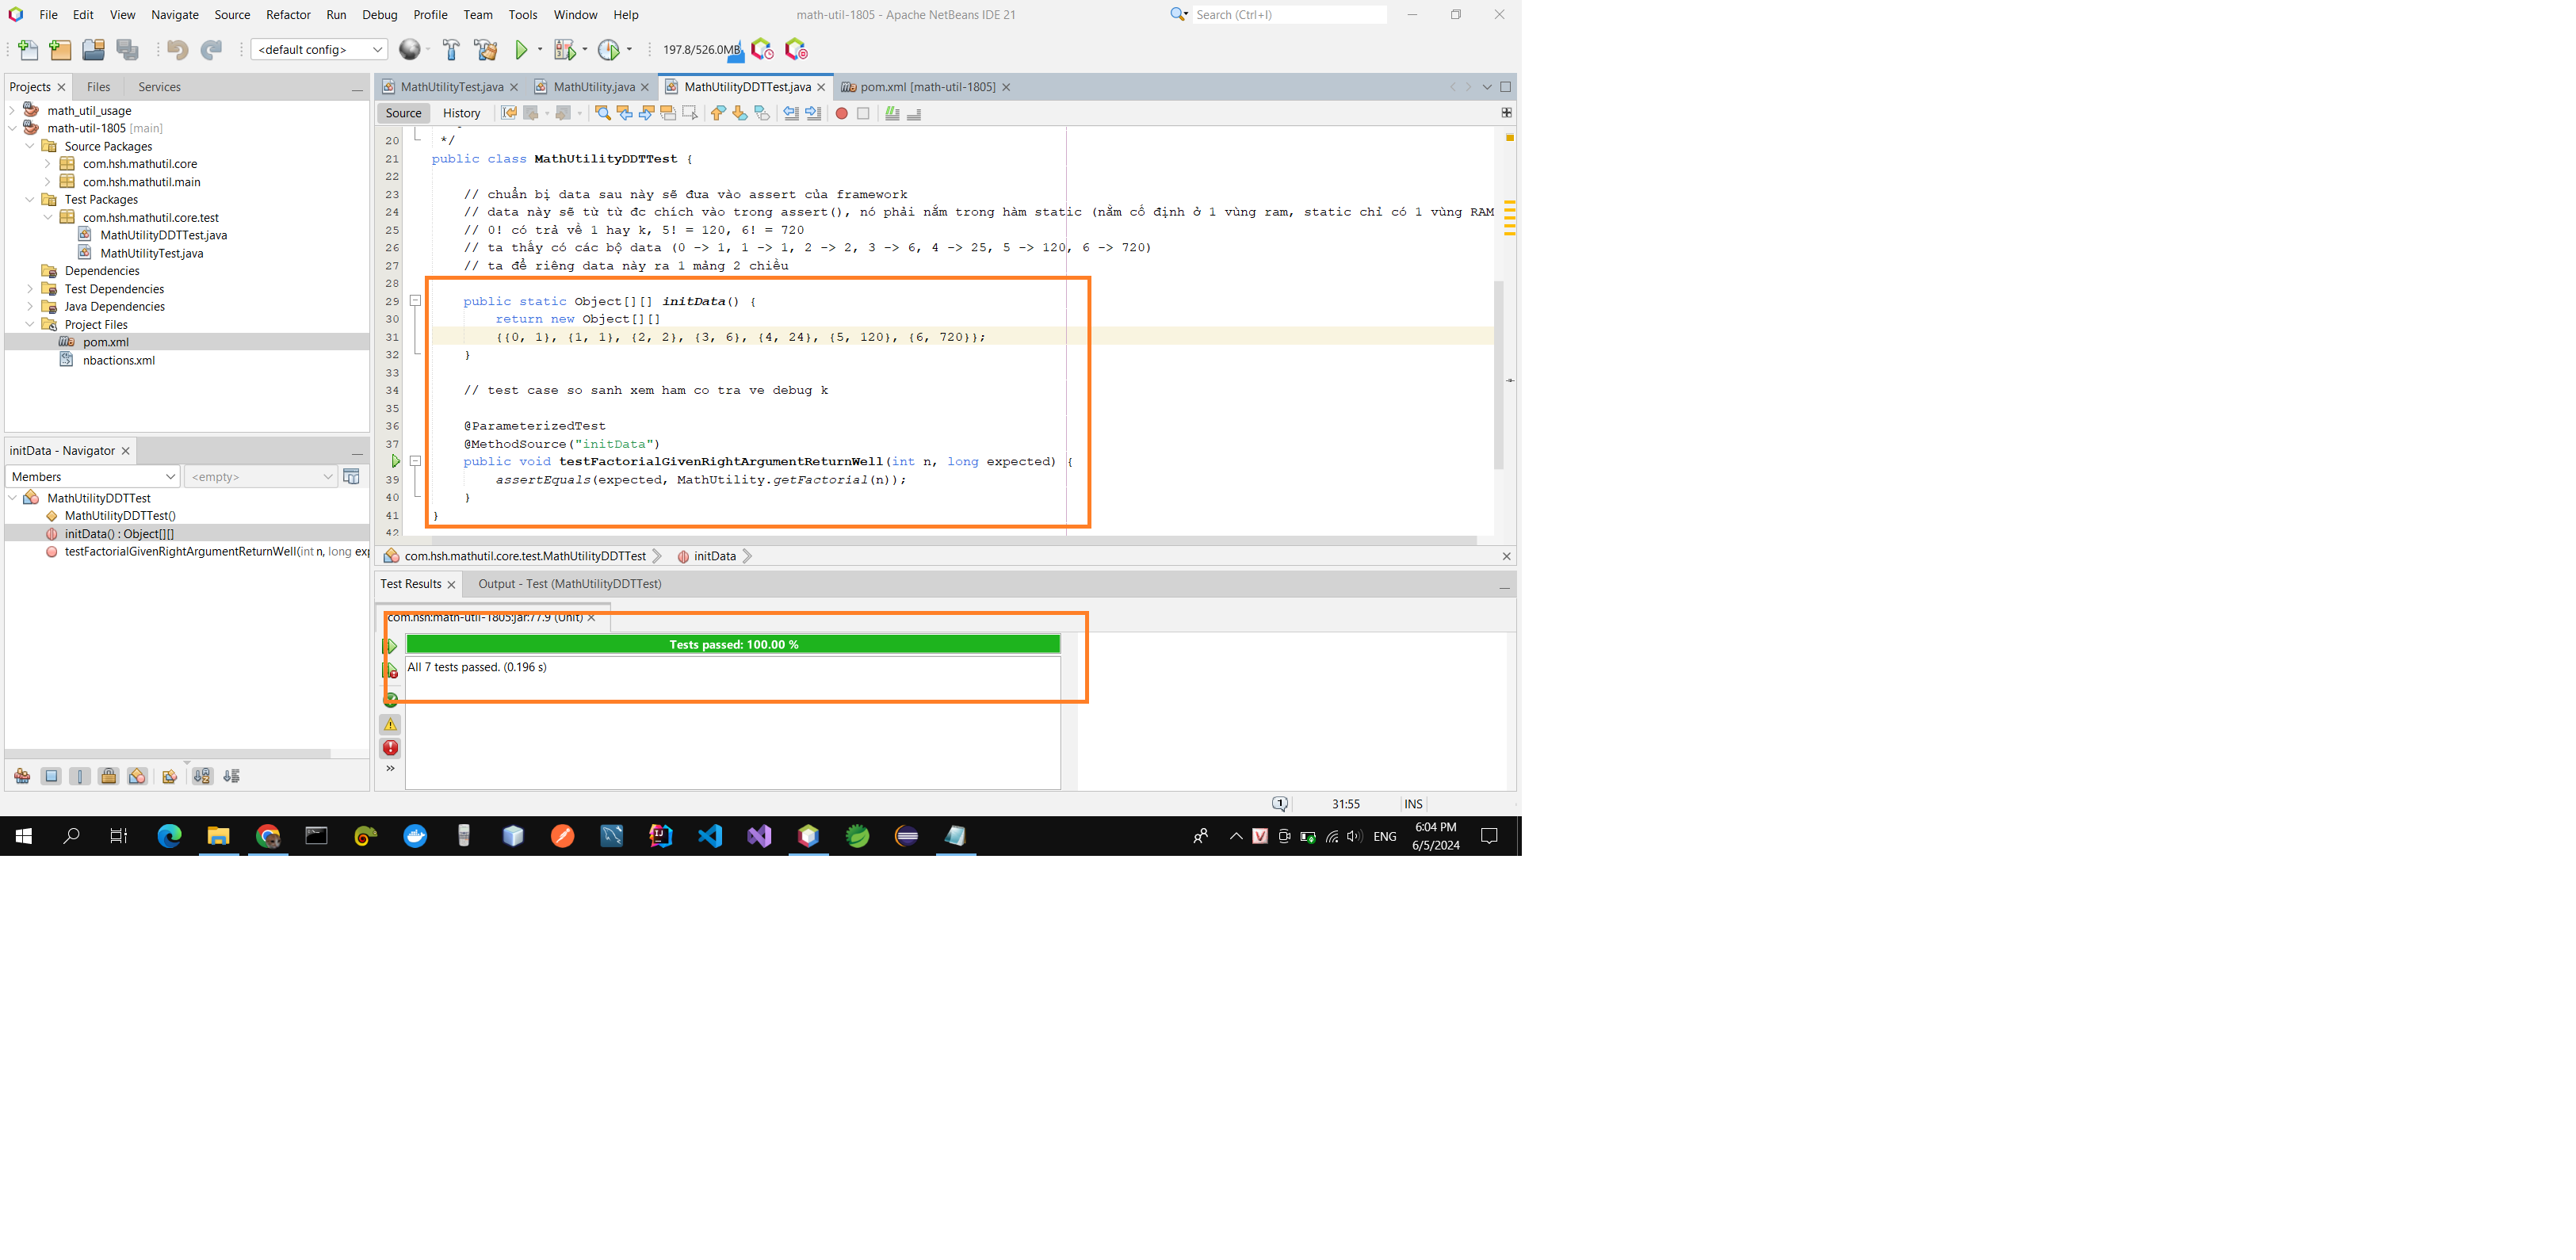 File Edit View Navigate Source Refactor Run Debug Profile Team Tools Window Help
math-util-1805 - Apache NetBeans IDE 21
Search (Ctrl+I)
<default config>
197.8/526.0MB
Projects Files Services
math_util_usage
math-util-1805 [main]
Source Packages
com.hsh.mathutil.core
com.hsh.mathutil.main
Test Packages
com.hsh.mathutil.core.test
MathUtilityDDTTest.java
MathUtilityTest.java
Dependencies
Test Dependencies
Java Dependencies
Project Files
pom.xml
nbactions.xml
initData - Navigator
Members
<empty>
MathUtilityDDTTest
MathUtilityDDTTest()
initData() : Object[][]
testFactorialGivenRightArgumentReturnWell(int n, long exp
MathUtilityTest.java MathUtility.java MathUtilityDDTTest.java pom.xml [math-util-1805]
Source History
20 */
21 public class MathUtilityDDTTest {
22
23 // chuẩn bị data sau này sẽ đưa vào assert của framework
24 // data này sẽ từ từ đc chích vào trong assert(), nó phải nằm trong hàm static (nằm cố định ở 1 vùng ram, static chỉ có 1 vùng RAM
25 // 0! có trả về 1 hay k, 5! = 120, 6! = 720
26 // ta thấy có các bộ data (0 -> 1, 1 -> 1, 2 -> 2, 3 -> 6, 4 -> 25, 5 -> 120, 6 -> 720)
27 // ta để riêng data này ra 1 mảng 2 chiều
28
29 public static Object[][] initData() {
30 return new Object[][]
31 {{0, 1}, {1, 1}, {2, 2}, {3, 6}, {4, 24}, {5, 120}, {6, 720}};
32 }
33
34 // test case so sanh xem ham co tra ve debug k
35
36 @ParameterizedTest
37 @MethodSource("initData")
public void testFactorialGivenRightArgumentReturnWell(int n, long expected) {
39 assertEquals(expected, MathUtility.getFactorial(n));
40 }
41 }
42
com.hsh.mathutil.core.test.MathUtilityDDTTest initData
Test Results Output - Test (MathUtilityDDTTest)
com.hsh:math-util-1805:jar:77.9 (Unit)
Tests passed: 100.00 %
All 7 tests passed. (0.196 s)
1 31:55 INS
ENG
6:04 PM
6/5/2024